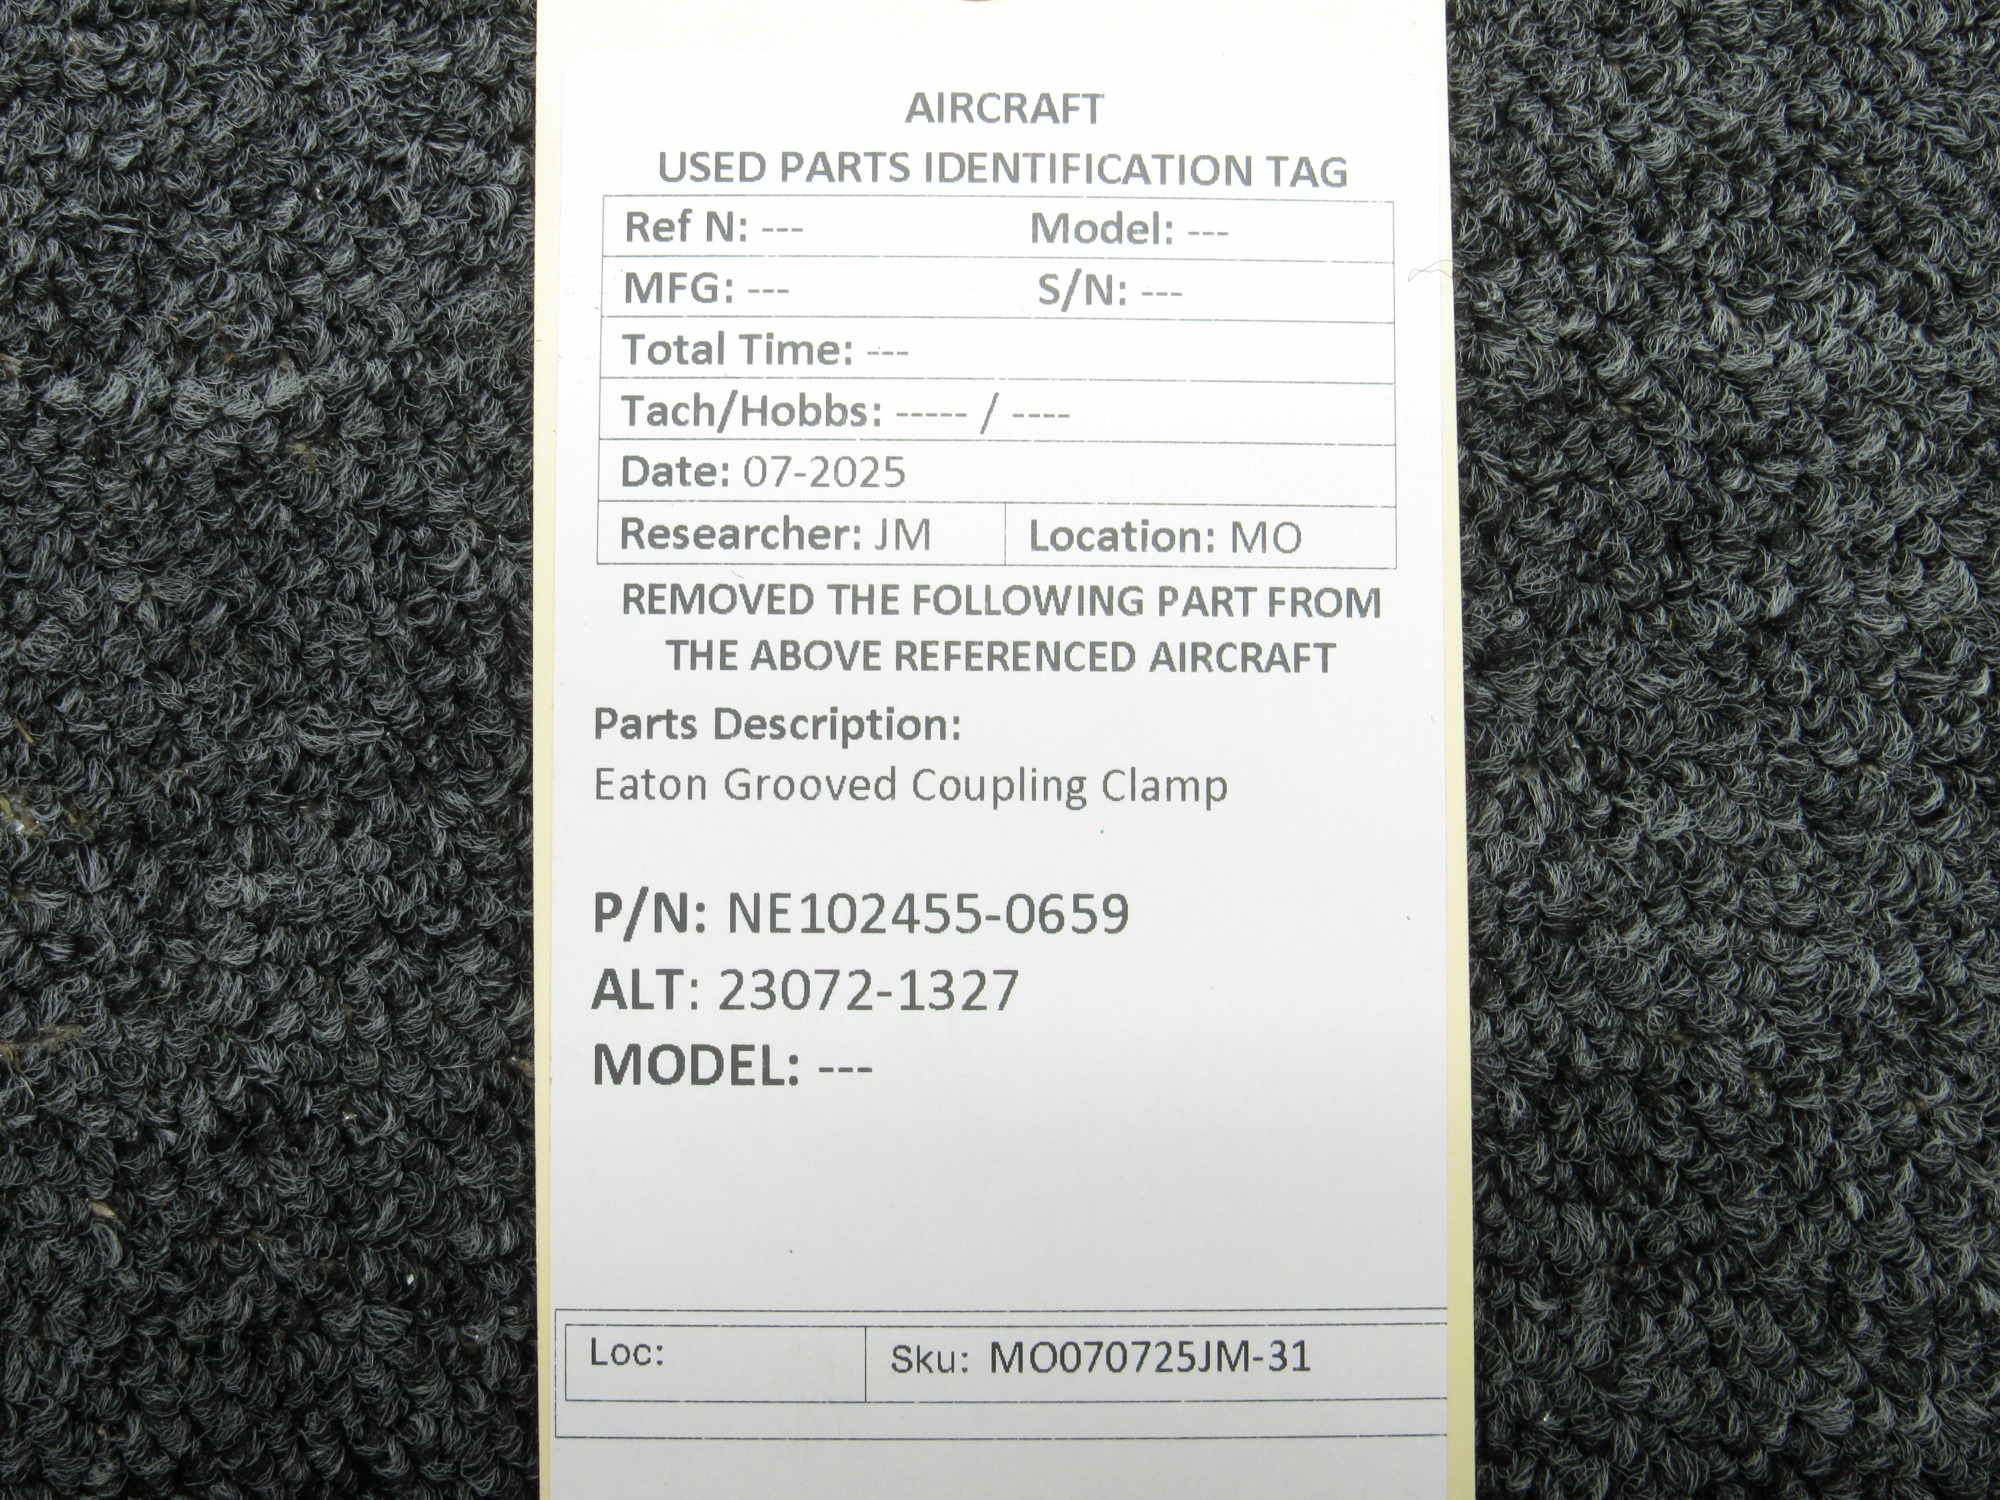 AIRCRAFT
USED PARTS IDENTIFICATION TAG
Ref N: --- Model: ---
MFG: --- S/N: ---
Total Time: ---
Tach/Hobbs: ----- / ----
Date: 07-2025
Researcher: JM Location: MO
REMOVED THE FOLLOWING PART FROM
THE ABOVE REFERENCED AIRCRAFT
Parts Description:
Eaton Grooved Coupling Clamp
P/N: NE102455-0659
ALT: 23072-1327
MODEL: ---
Loc: Sku: MO070725JM-31